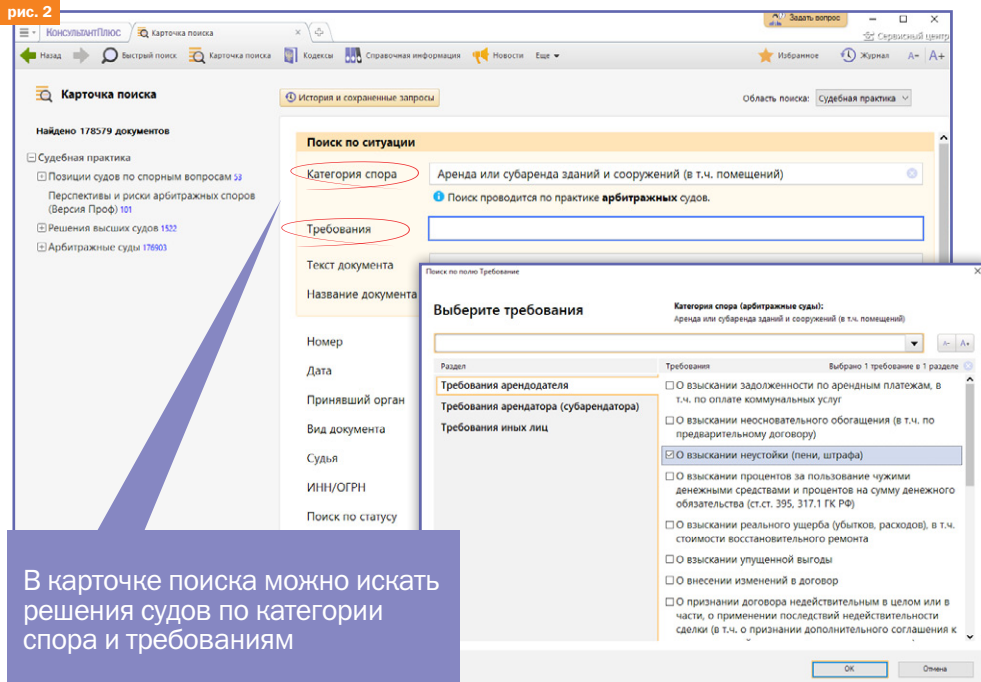 рис. 2
КонсультантПлюс
Карточка поиска
Задать вопрос
Сервисный центр
Назад
Быстрый поиск
Карточка поиска
Кодексы
Справочная информация
Новости
Еще
Избранное
Журнал
А−
А+
Карточка поиска
История и сохраненные запросы
Область поиска:
Судебная практика
Найдено 178579 документов
Судебная практика
Позиции судов по спорным вопросам 53
Перспективы и риски арбитражных споров
(Версия Проф) 101
Решения высших судов 1522
Арбитражные суды 176903
Поиск по ситуации
Категория спора
Аренда или субаренда зданий и сооружений (в т.ч. помещений)
Поиск проводится по практике арбитражных судов.
Требования
Текст документа
Название документа
Номер
Дата
Принявший орган
Вид документа
Судья
ИНН/ОГРН
Поиск по статусу
Поиск по полю Требование
Выберите требования
Категория спора (арбитражные суды):
Аренда или субаренда зданий и сооружений (в т.ч. помещений)
А−
А+
Раздел
Требования арендодателя
Требования арендатора (субарендатора)
Требования иных лиц
Требования
Выбрано 1 требование в 1 разделе
О взыскании задолженности по арендным платежам, в
т.ч. по оплате коммунальных услуг
О взыскании неосновательного обогащения (в т.ч. по
предварительному договору)
О взыскании неустойки (пени, штрафа)
О взыскании процентов за пользование чужими
денежными средствами и процентов на сумму денежного
обязательства (ст.ст. 395, 317.1 ГК РФ)
О взыскании реального ущерба (убытков, расходов), в т.ч.
стоимости восстановительного ремонта
О взыскании упущенной выгоды
О внесении изменений в договор
О признании договора недействительным в целом или в
части, о применении последствий недействительности
сделки (в т.ч. о признании дополнительного соглашения к
ОК
Отмена
В карточке поиска можно искать
решения судов по категории
спора и требованиям